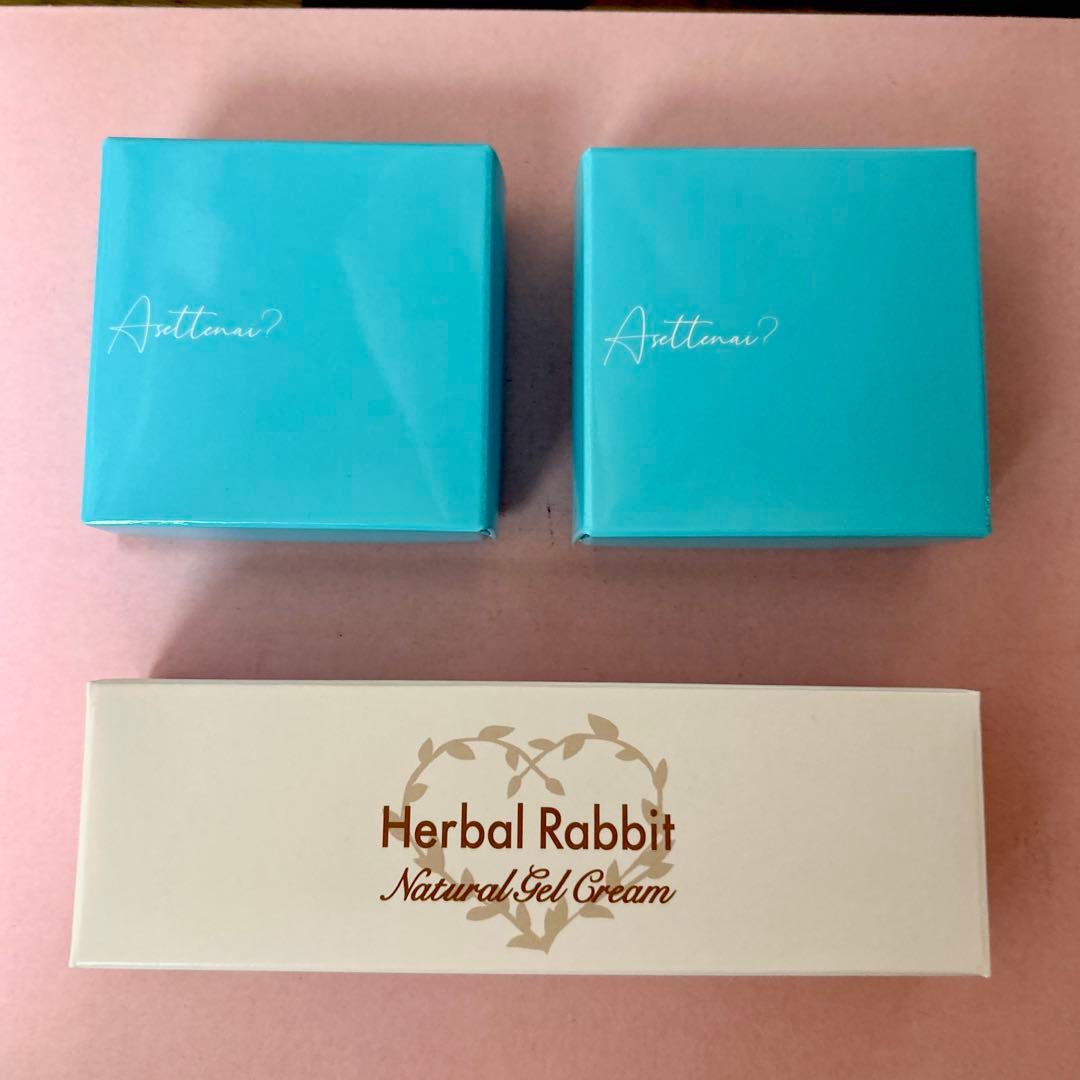 Asettenai?
Asettenai?
Herbal Rabbit
Natural Gel Cream